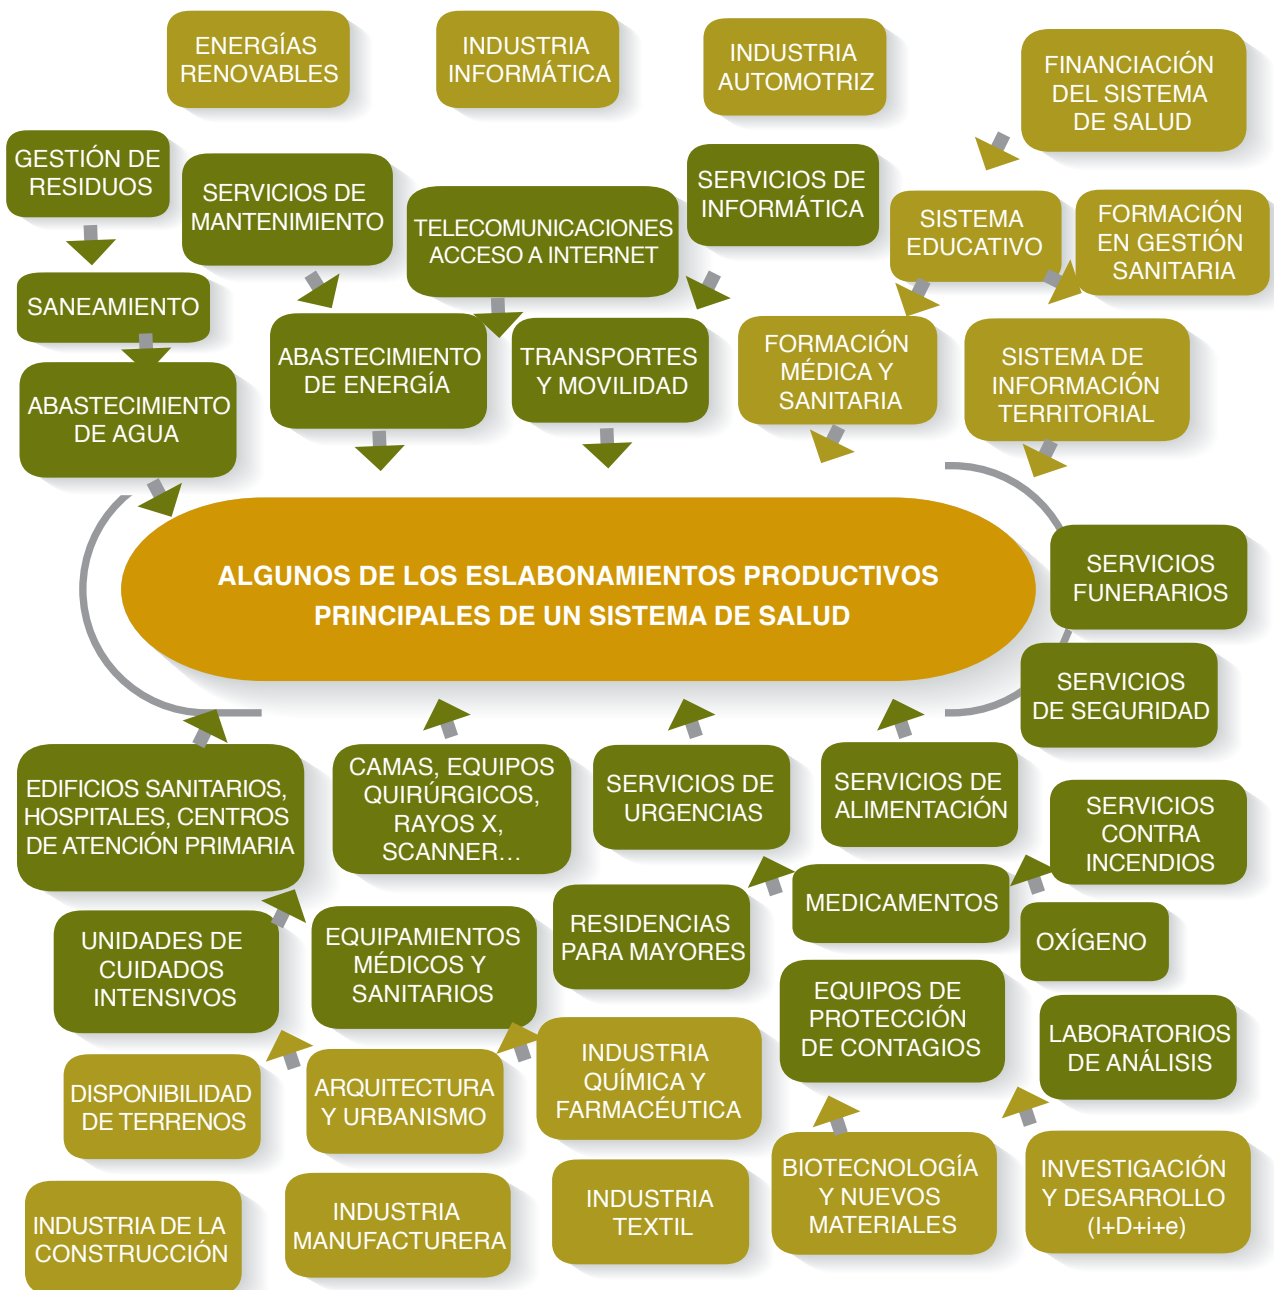 ENERGÍAS
RENOVABLES
INDUSTRIA
INFORMÁTICA
INDUSTRIA
AUTOMOTRIZ
FINANCIACIÓN
DEL SISTEMA
DE SALUD
GESTIÓN DE
RESIDUOS
SERVICIOS DE
MANTENIMIENTO
TELECOMUNICACIONES
ACCESO A INTERNET
SERVICIOS DE
INFORMÁTICA
SISTEMA
EDUCATIVO
FORMACIÓN
EN GESTIÓN
SANITARIA
SANEAMIENTO
ABASTECIMIENTO
DE AGUA
ABASTECIMIENTO
DE ENERGÍA
TRANSPORTES
Y MOVILIDAD
FORMACIÓN
MÉDICA Y
SANITARIA
SISTEMA DE
INFORMACIÓN
TERRITORIAL
ALGUNOS DE LOS ESLABONAMIENTOS PRODUCTIVOS
PRINCIPALES DE UN SISTEMA DE SALUD
SERVICIOS
FUNERARIOS
SERVICIOS
DE SEGURIDAD
EDIFICIOS SANITARIOS,
HOSPITALES, CENTROS
DE ATENCIÓN PRIMARIA
CAMAS, EQUIPOS
QUIRÚRGICOS,
RAYOS X,
SCANNER…
SERVICIOS DE
URGENCIAS
SERVICIOS DE
ALIMENTACIÓN
SERVICIOS
CONTRA
INCENDIOS
UNIDADES DE
CUIDADOS
INTENSIVOS
EQUIPAMIENTOS
MÉDICOS Y
SANITARIOS
RESIDENCIAS
PARA MAYORES
MEDICAMENTOS
OXÍGENO
EQUIPOS DE
PROTECCIÓN
DE CONTAGIOS
LABORATORIOS
DE ANÁLISIS
DISPONIBILIDAD
DE TERRENOS
ARQUITECTURA
Y URBANISMO
INDUSTRIA
QUÍMICA Y
FARMACÉUTICA
INDUSTRIA DE LA
CONSTRUCCIÓN
INDUSTRIA
MANUFACTURERA
INDUSTRIA
TEXTIL
BIOTECNOLOGÍA
Y NUEVOS
MATERIALES
INVESTIGACIÓN
Y DESARROLLO
(I+D+i+e)